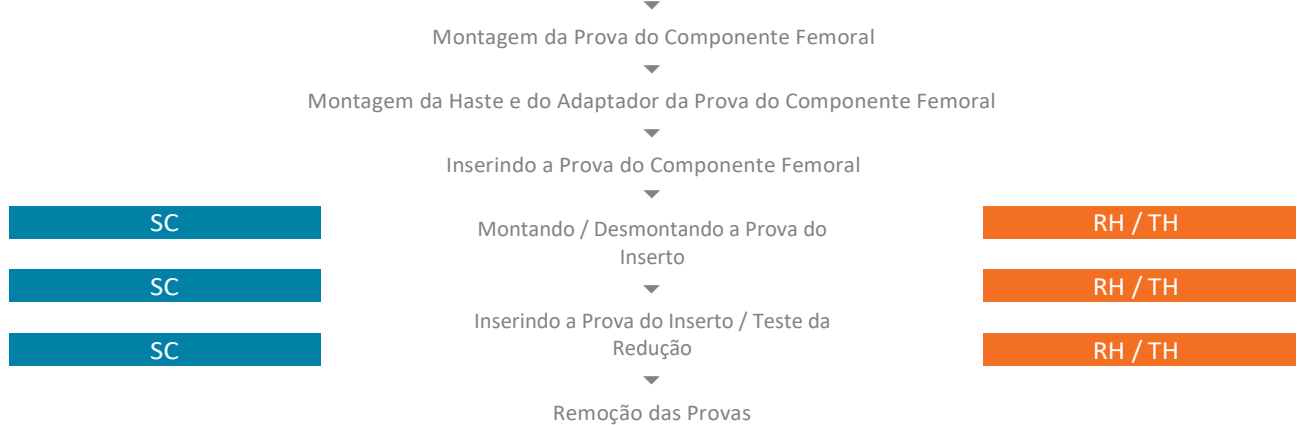 Montagem da Prova do Componente Femoral
Montagem da Haste e do Adaptador da Prova do Componente Femoral
Inserindo a Prova do Componente Femoral
SC
Montando / Desmontando a Prova do
Inserto
RH / TH
SC
RH / TH
Inserindo a Prova do Inserto / Teste da
Redução
SC
RH / TH
Remoção das Provas